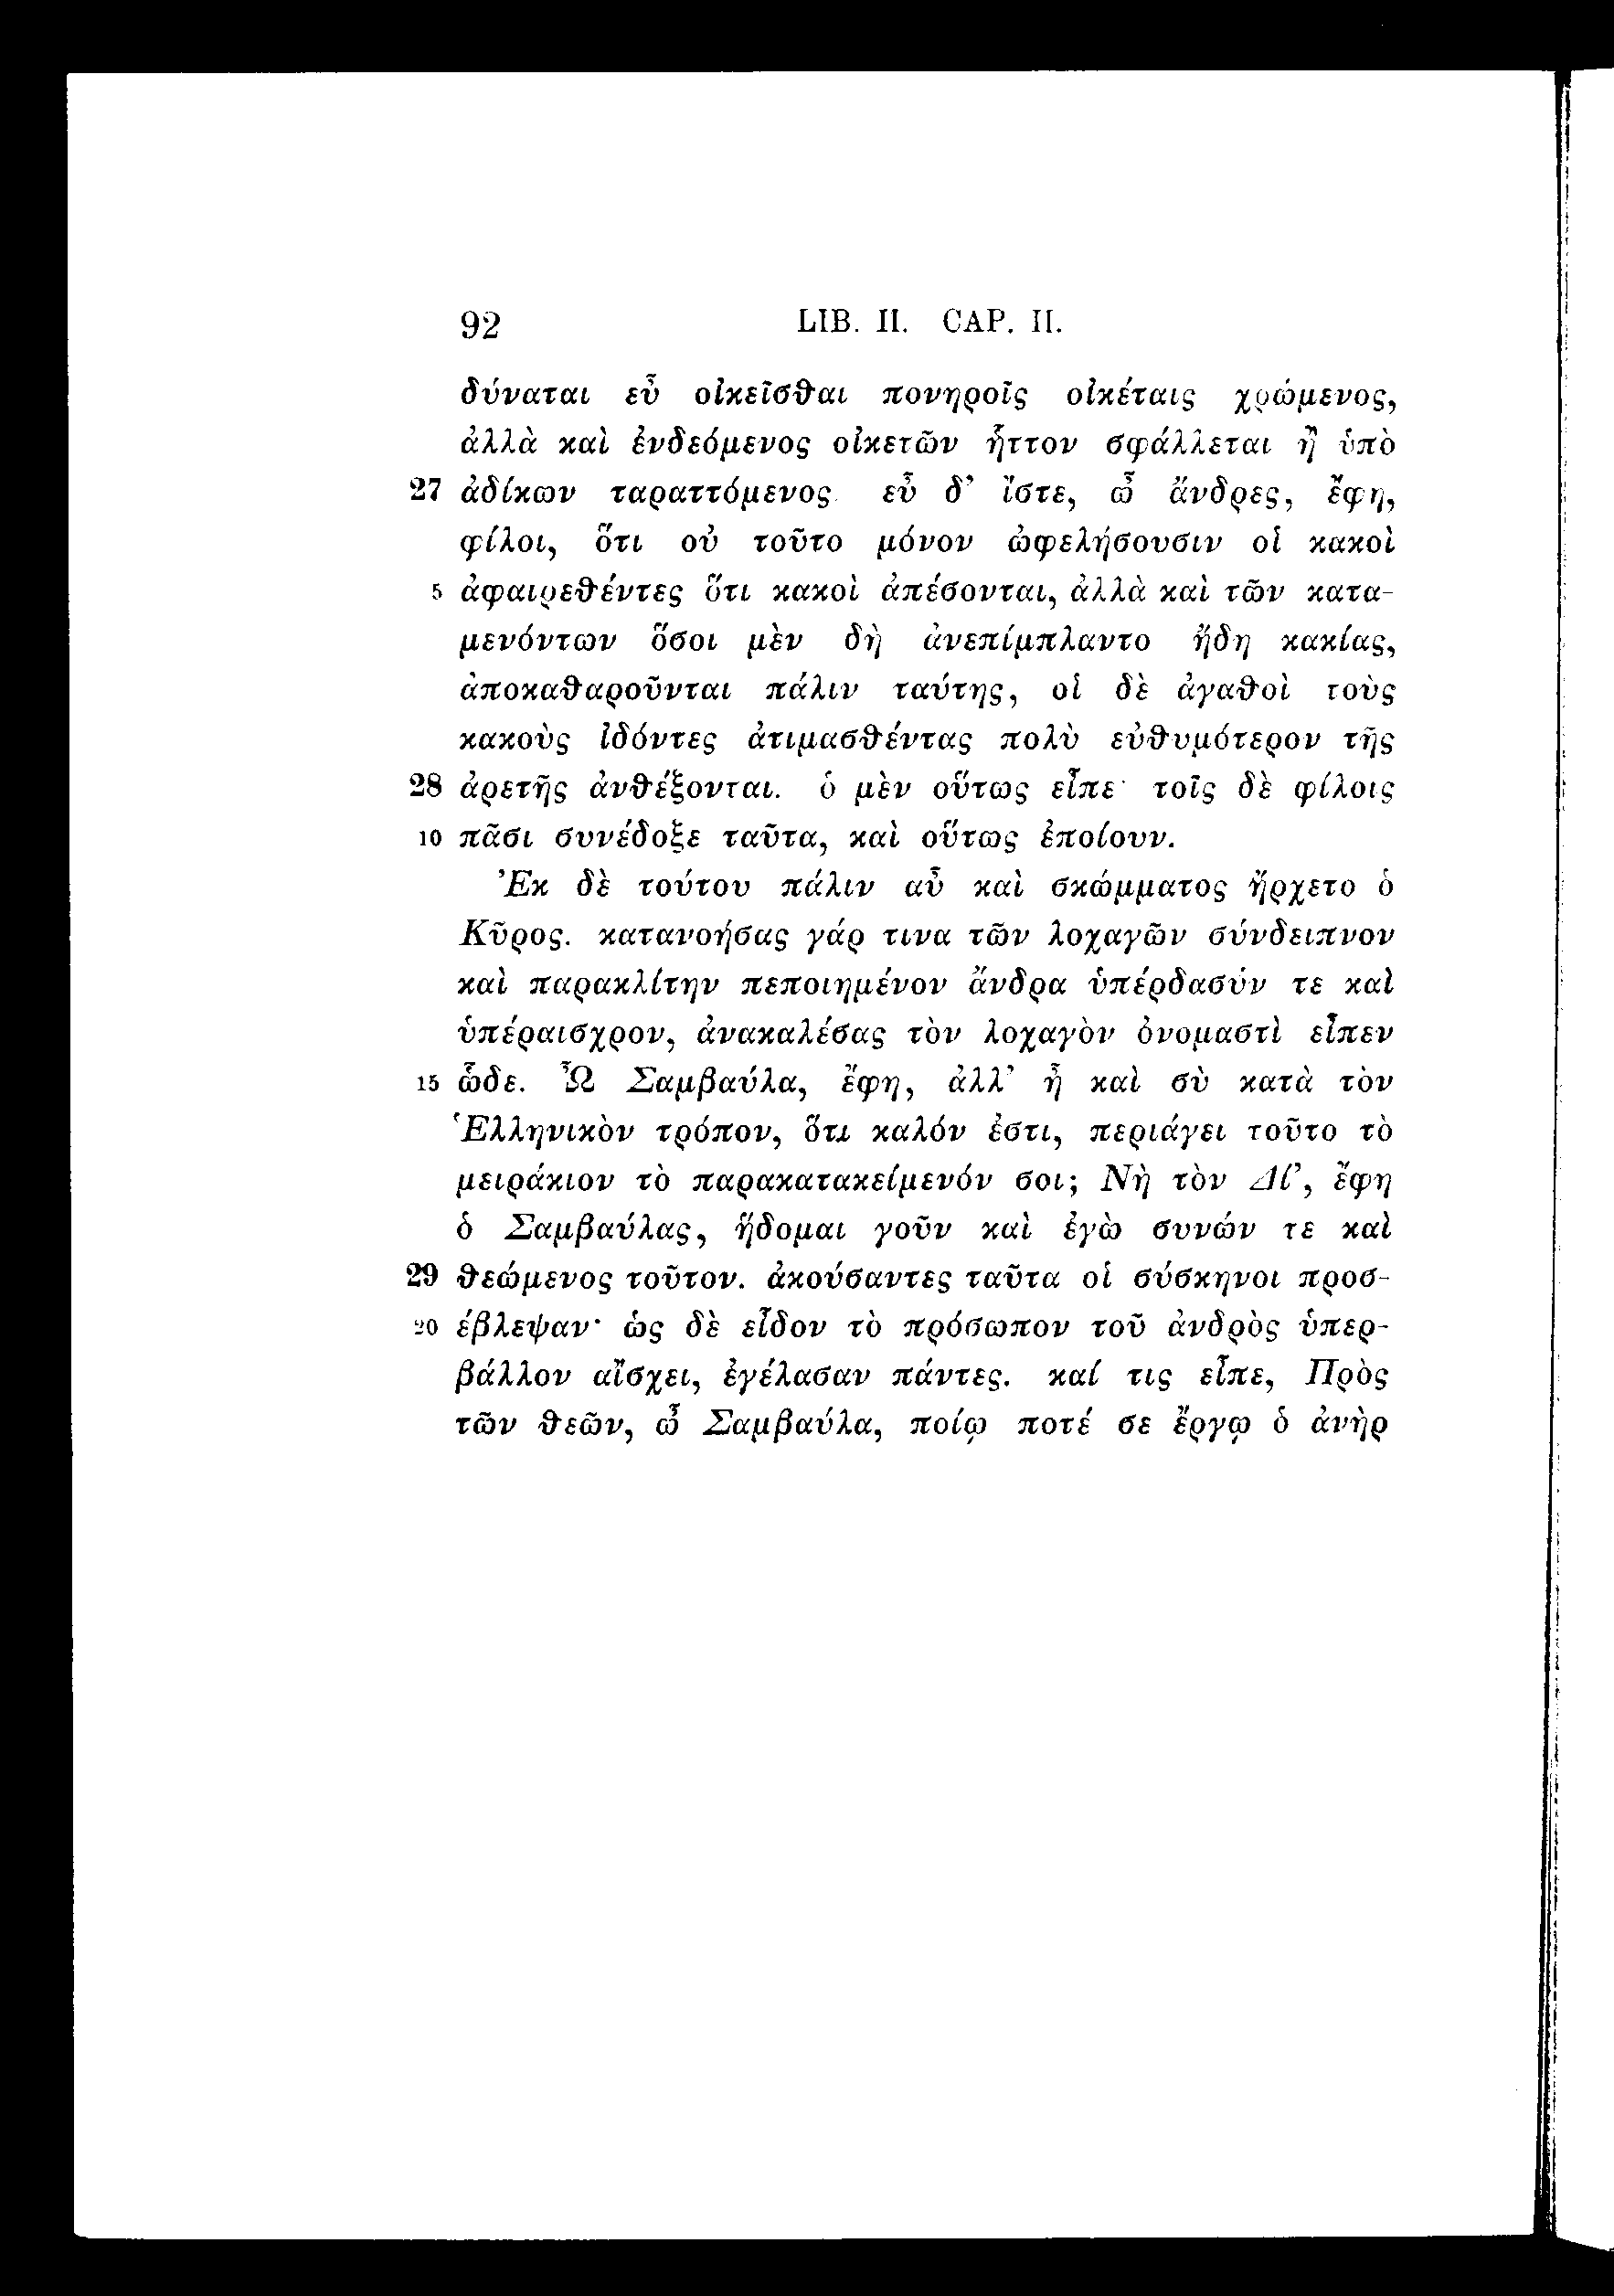 92 LIB. II. CAP. II.
δύναται εὖ οἰκεῖσθαι πονηροῖς οἰκέταις χρώμενος,
ἀλλὰ καὶ ἐνδεόμενος οἰκετῶν ἧττον σφάλλεται ἢ ὑπὸ
27 ἀδίκων ταραττόμενος. εὖ δ’ ἴστε, ὦ ἄνδρες, ἔφη,
φίλοι, ὅτι οὐ τοῦτο μόνον ὠφελήσουσιν οἱ κακοὶ
5 ἀφαιρεθέντες ὅτι κακοὶ ἀπέσονται, ἀλλὰ καὶ τῶν κατα-
μενόντων ὅσοι μὲν δὴ ἀνεπίμπλαντο ἤδη κακίας,
ἀποκαθαροῦνται πάλιν ταύτης, οἱ δὲ ἀγαθοὶ τοὺς
κακοὺς ἰδόντες ἀτιμασθέντας πολὺ εὐθυμότερον τῆς
28 ἀρετῆς ἀνθέξονται. ὁ μὲν οὕτως εἶπε· τοῖς δὲ φίλοις
10 πᾶσι συνέδοξε ταῦτα, καὶ οὕτως ἐποίουν.
Ἐκ δὲ τούτου πάλιν αὖ καὶ σκώμματος ἤρχετο ὁ
Κῦρος. κατανοήσας γάρ τινα τῶν λοχαγῶν σύνδειπνον
καὶ παρακλίτην πεποιημένον ἄνδρα ὑπέρδασύν τε καὶ
ὑπέραισχρον, ἀνακαλέσας τὸν λοχαγὸν ὀνομαστὶ εἶπεν
15 ὧδε. Ὦ Σαμβαύλα, ἔφη, ἀλλ’ ἦ καὶ σὺ κατὰ τὸν
Ἑλληνικὸν τρόπον, ὅτι καλόν ἐστι, περιάγει τοῦτο τὸ
μειράκιον τὸ παρακατακείμενόν σοι; Νὴ τὸν Δί’, ἔφη
ὁ Σαμβαύλας, ἥδομαι γοῦν καὶ ἐγὼ συνών τε καὶ
29 θεώμενος τοῦτον. ἀκούσαντες ταῦτα οἱ σύσκηνοι προσ-
20 έβλεψαν· ὡς δὲ εἶδον τὸ πρόσωπον τοῦ ἀνδρὸς ὑπερ-
βάλλον αἴσχει, ἐγέλασαν πάντες. καί τις εἶπε, Πρὸς
τῶν θεῶν, ὦ Σαμβαύλα, ποίῳ ποτέ σε ἔργῳ ὁ ἀνὴρ